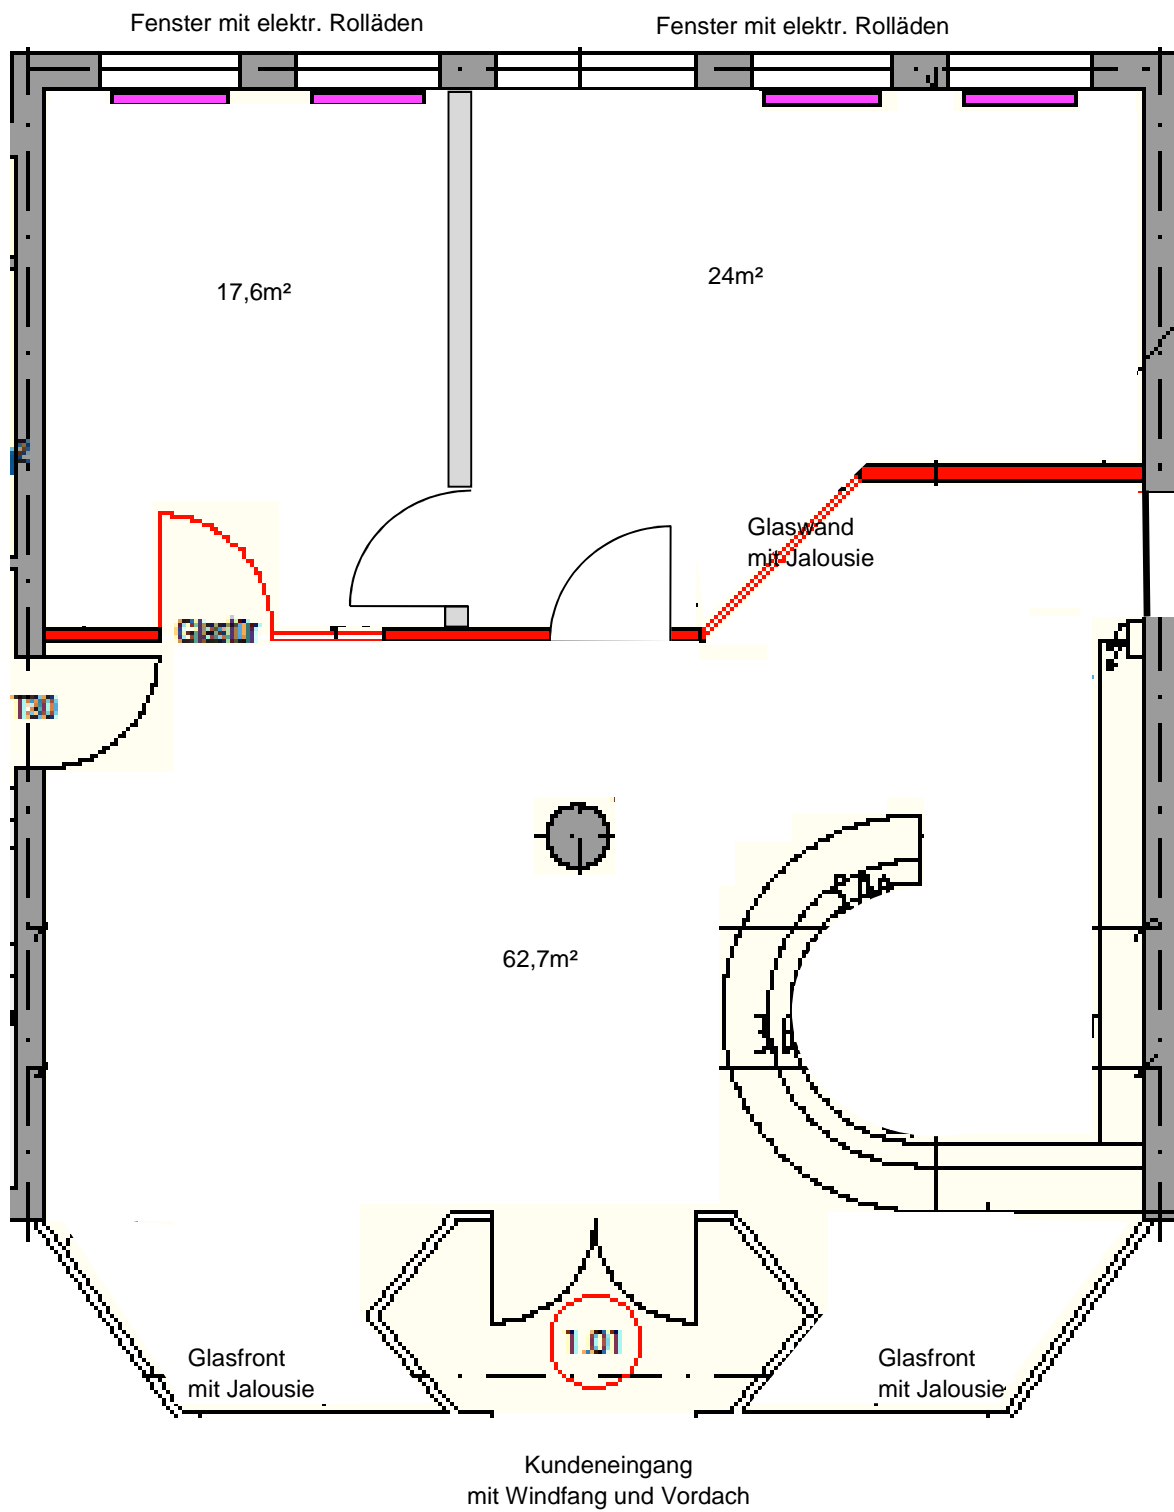 Fenster mit elektr. Rolläden
Fenster mit elektr. Rolläden
17,6m²
24m²
2
Glaswand
mit Jalousie
Glastür
T30
62,7m²
1.01
Glasfront
mit Jalousie
Glasfront
mit Jalousie
Kundeneingang
mit Windfang und Vordach